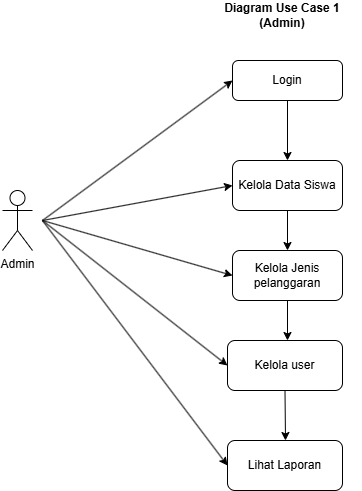 Diagram Use Case 1
(Admin)
Login
Kelola Data Siswa
Admin
Kelola Jenis
pelanggaran
Kelola user
Lihat Laporan